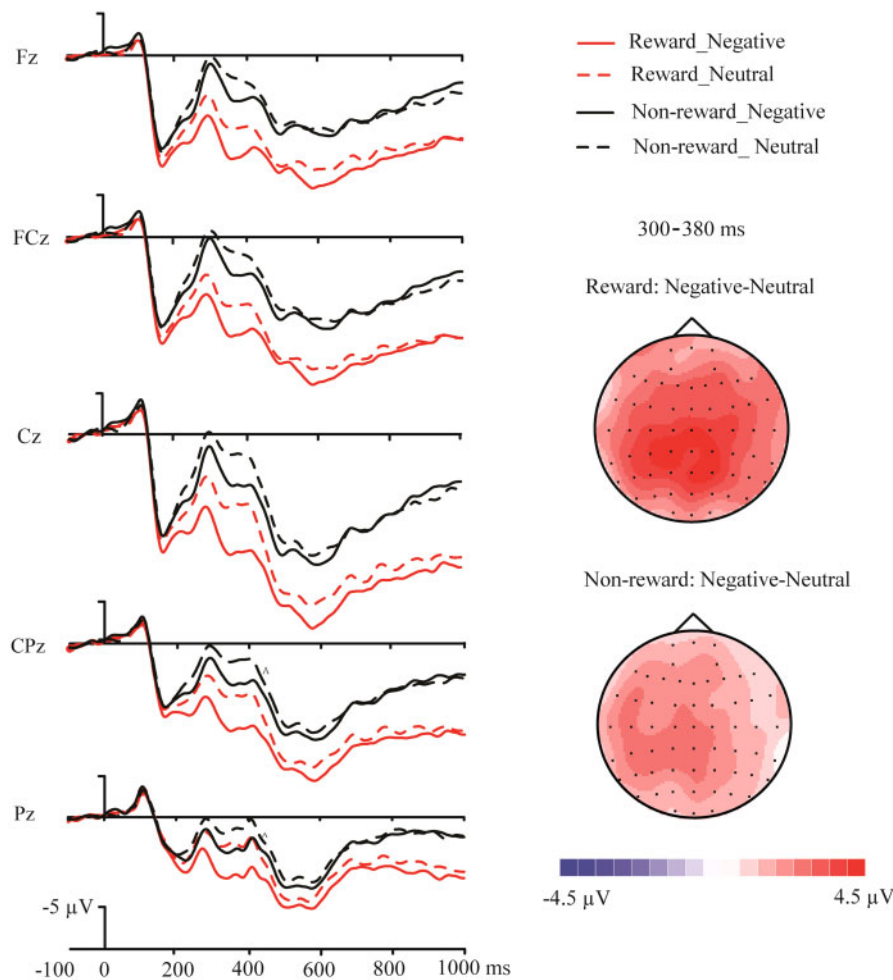 Fz
FCz
Cz
CPz
Pz
-5 µV
-100 0 200 400 600 800 1000 ms
Reward_Negative
Reward_Neutral
Non-reward_Negative
Non-reward_ Neutral
300-380 ms
Reward: Negative-Neutral
Non-reward: Negative-Neutral
-4.5 µV 4.5 µV